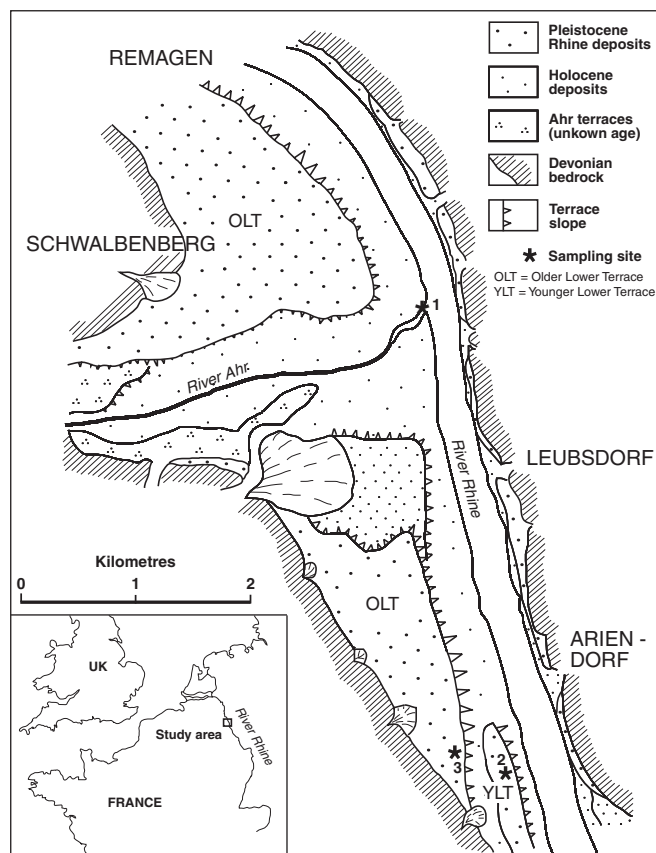 REMAGEN
Pleistocene
Rhine deposits
Holocene
deposits
Ahr terraces
(unkown age)
Devonian
bedrock
Terrace
slope
Sampling site
OLT = Older Lower Terrace
YLT = Younger Lower Terrace
OLT
SCHWALBENBERG
1
River Ahr
River Rhine
LEUBSDORF
Kilometres
0 1 2
OLT
ARIEN -
DORF
UK
Study area
River Rhine
FRANCE
3
2
YLT